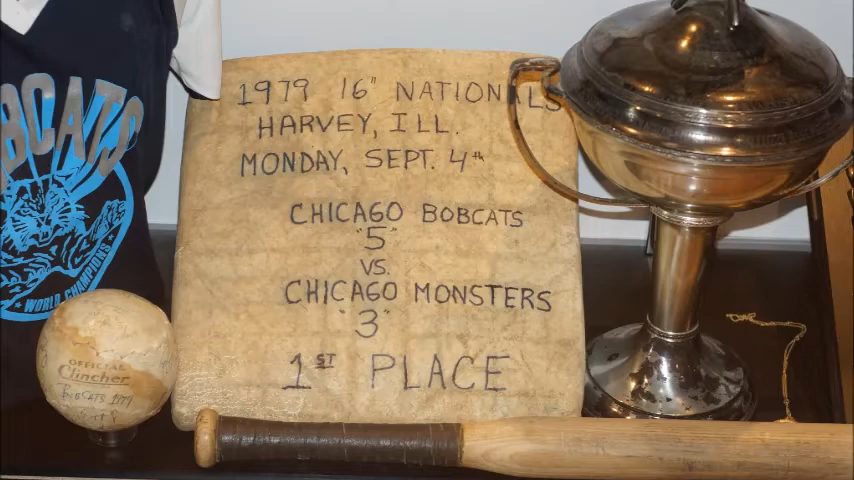 BOBCATS
WORLD CHAMPIONS
1979 16" NATIONALS
HARVEY, ILL.
MONDAY, SEPT. 4th
CHICAGO BOBCATS
"5"
VS.
CHICAGO MONSTERS
"3"
1ST PLACE
OFFICIAL
Clincher
BOBCATS 1979